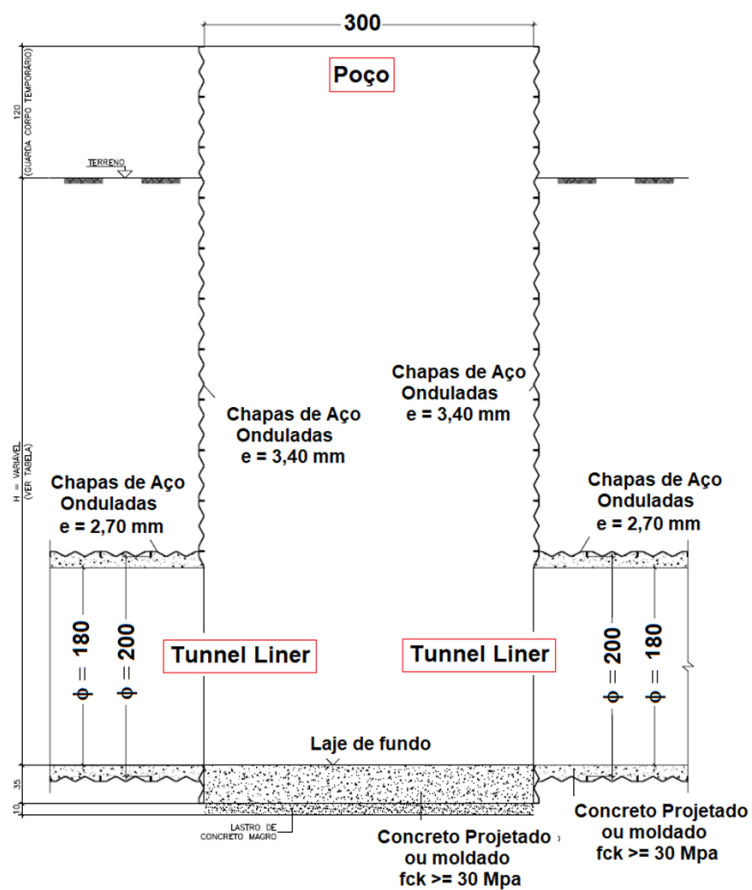 300
Poço
120
(GUARDA CORPO TEMPORÁRIO)
TERRENO
Chapas de Aço
Onduladas
e = 3,40 mm
Chapas de Aço
Onduladas
e = 3,40 mm
H = VARIÁVEL
(VER TABELA)
Chapas de Aço
Onduladas
e = 2,70 mm
Chapas de Aço
Onduladas
e = 2,70 mm
ϕ = 180
ϕ = 200
Tunnel Liner
Tunnel Liner
ϕ = 200
ϕ = 180
Laje de fundo
35
10
LASTRO DE
CONCRETO MAGRO
Concreto Projetado
ou moldado
fck >= 30 Mpa
Concreto Projetado
ou moldado
fck >= 30 Mpa